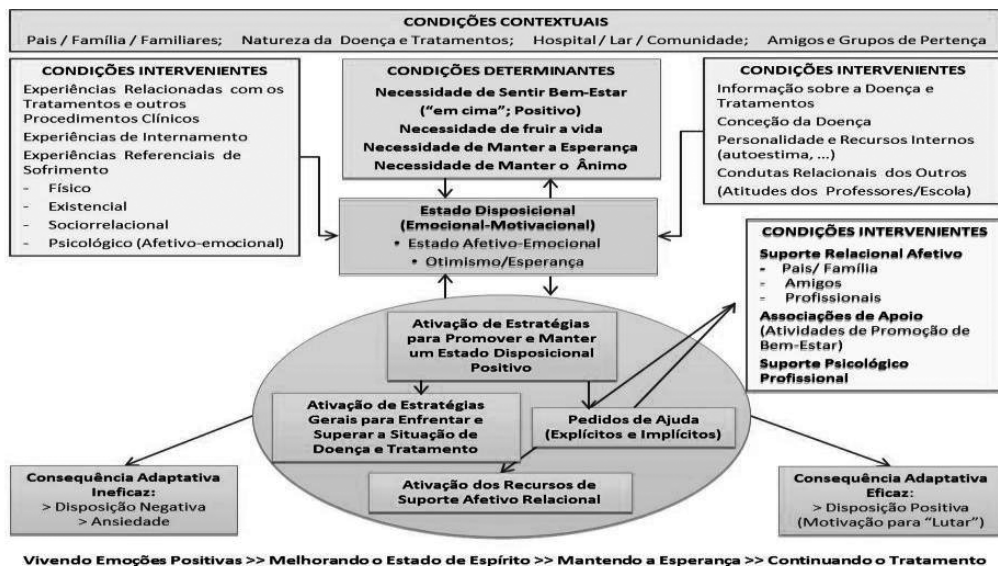 CONDIÇÕES CONTEXTUAIS
Pais / Família / Familiares; Natureza da Doença e Tratamentos; Hospital / Lar / Comunidade; Amigos e Grupos de Pertença
CONDIÇÕES INTERVENIENTES
Experiências Relacionadas com os
Tratamentos e outros
Procedimentos Clínicos
Experiências de Internamento
Experiências Referenciais de
Sofrimento
- Físico
- Existencial
- Sociorrelacional
- Psicológico (Afetivo-emocional)
CONDIÇÕES DETERMINANTES
Necessidade de Sentir Bem-Estar
("em cima"; Positivo)
Necessidade de fruir a vida
Necessidade de Manter a Esperança
Necessidade de Manter o Ânimo
CONDIÇÕES INTERVENIENTES
Informação sobre a Doença e
Tratamentos
Conceção da Doença
Personalidade e Recursos Internos
(autoestima, ...)
Condutas Relacionais dos Outros
(Atitudes dos Professores/Escola)
Estado Disposicional
(Emocional-Motivacional)
• Estado Afetivo-Emocional
• Otimismo/Esperança
CONDIÇÕES INTERVENIENTES
Suporte Relacional Afetivo
- Pais/ Família
- Amigos
- Profissionais
Associações de Apoio
(Atividades de Promoção de
Bem-Estar)
Suporte Psicológico
Profissional
Ativação de Estratégias
para Promover e Manter
um Estado Disposicional
Positivo
Ativação de Estratégias
Gerais para Enfrentar e
Superar a Situação de
Doença e Tratamento
Pedidos de Ajuda
(Explícitos e Implícitos)
Ativação dos Recursos de
Suporte Afetivo Relacional
Consequência Adaptativa
Ineficaz:
> Disposição Negativa
> Ansiedade
Consequência Adaptativa
Eficaz:
> Disposição Positiva
(Motivação para "Lutar")
Vivendo Emoções Positivas >> Melhorando o Estado de Espírito >> Mantendo a Esperança >> Continuando o Tratamento